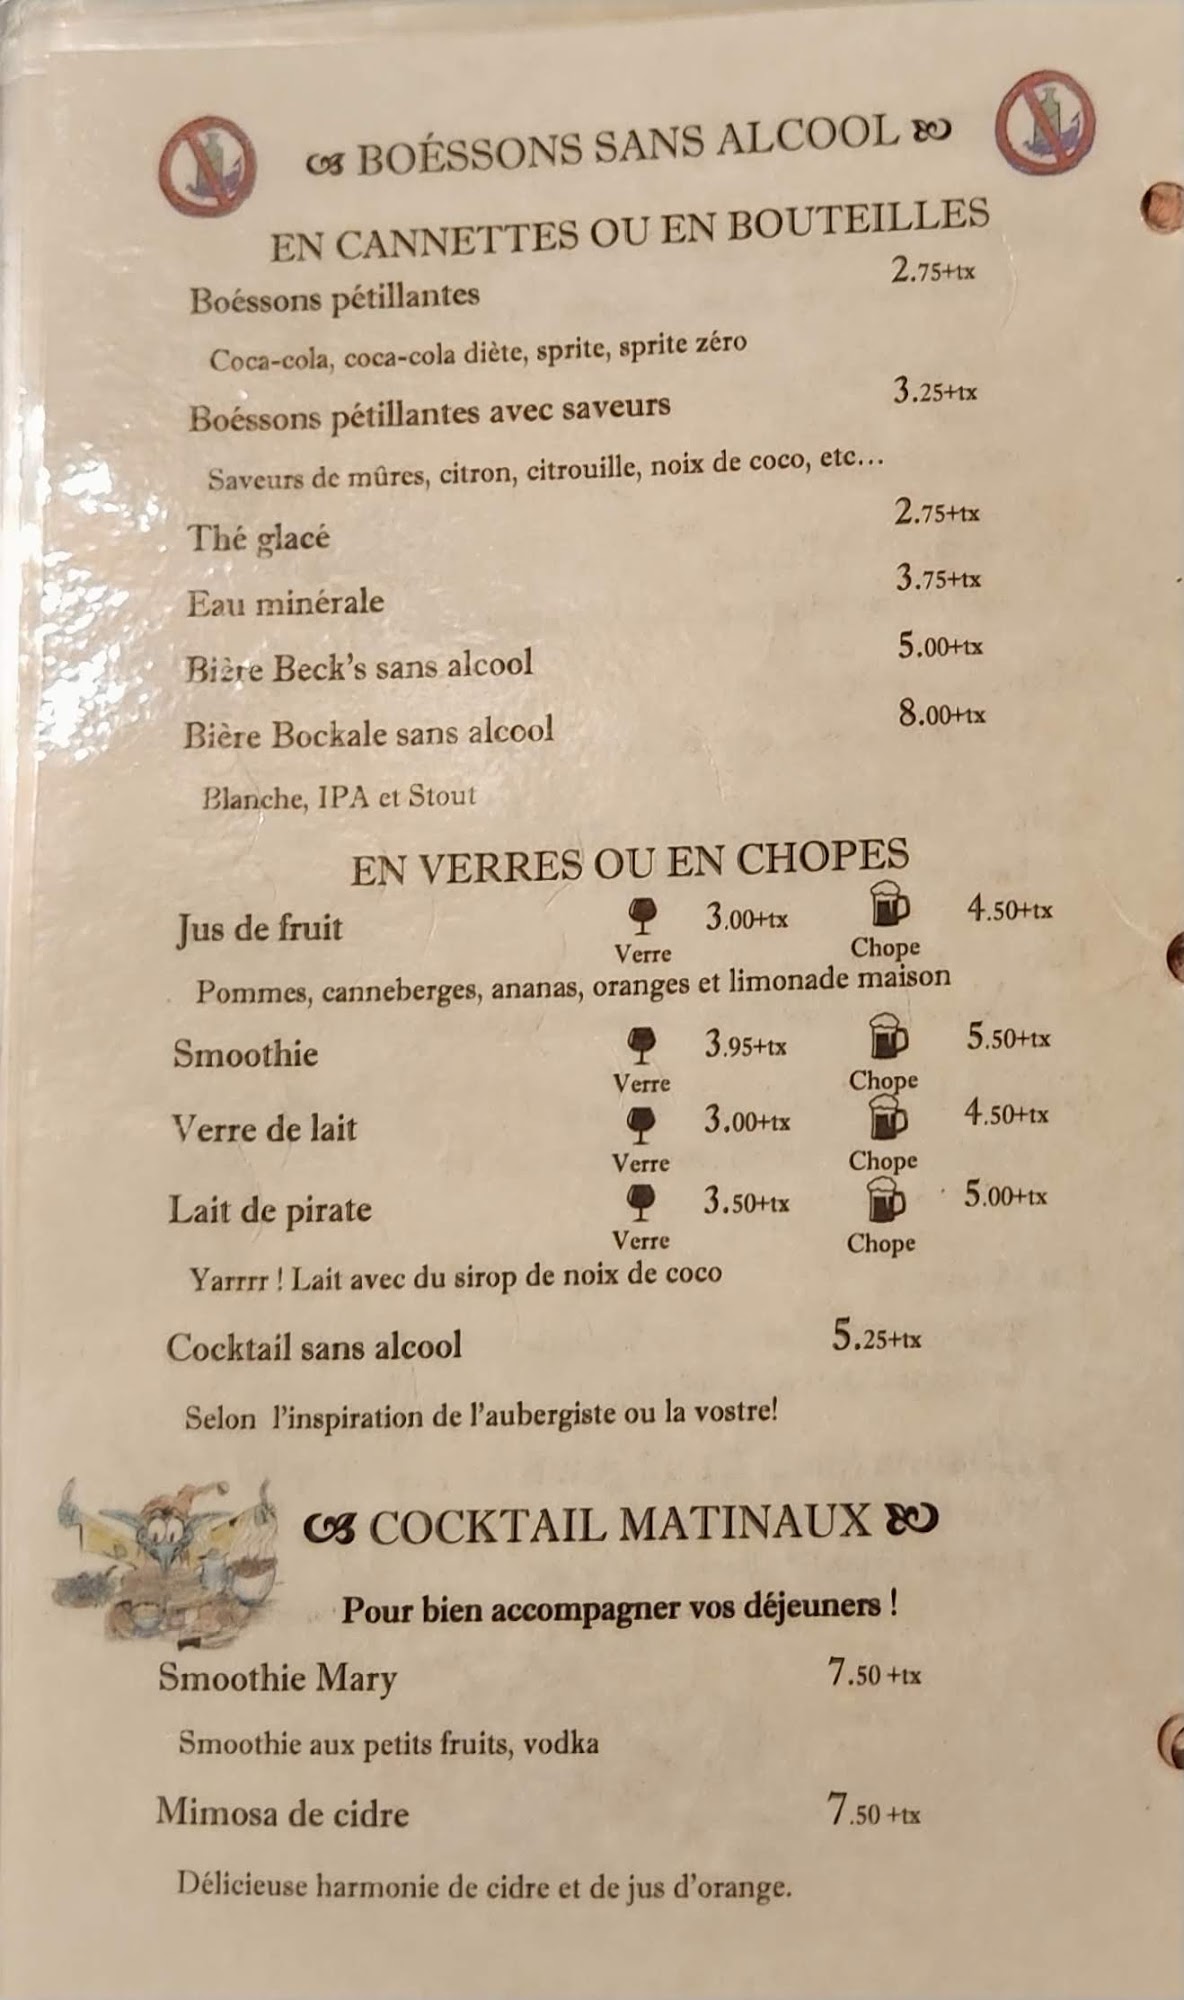 BOÉSSONS SANS ALCOOL
EN CANNETTES OU EN BOUTEILLES
Boéssons pétillantes 2.75+tx
Coca-cola, coca-cola diète, sprite, sprite zéro
Boéssons pétillantes avec saveurs 3.25+tx
Saveurs de mûres, citron, citrouille, noix de coco, etc...
Thé glacé 2.75+tx
Eau minérale 3.75+tx
Bière Beck's sans alcool 5.00+tx
Bière Bockale sans alcool 8.00+tx
Blanche, IPA et Stout
EN VERRES OU EN CHOPES
Jus de fruit 3.00+tx 4.50+tx
Verre Chope
Pommes, canneberges, ananas, oranges et limonade maison
Smoothie 3.95+tx 5.50+tx
Verre Chope
Verre de lait 3.00+tx 4.50+tx
Verre Chope
Lait de pirate 3.50+tx 5.00+tx
Verre Chope
Yarrrr ! Lait avec du sirop de noix de coco
Cocktail sans alcool 5.25+tx
Selon l'inspiration de l'aubergiste ou la vostre!
COCKTAIL MATINAUX
Pour bien accompagner vos déjeuners !
Smoothie Mary 7.50 +tx
Smoothie aux petits fruits, vodka
Mimosa de cidre 7.50 +tx
Délicieuse harmonie de cidre et de jus d'orange.